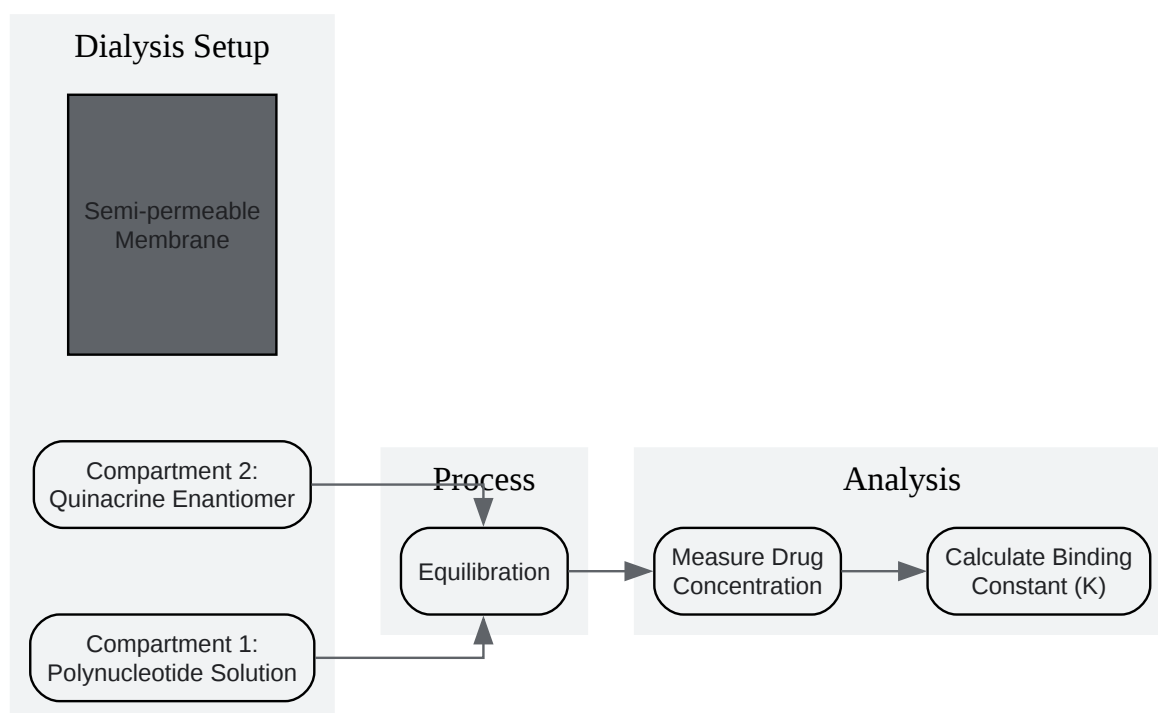 Dialysis Setup
Semi-permeable
Membrane
Compartment 2:
Quinacrine Enantiomer
Compartment 1:
Polynucleotide Solution
Process
Equilibration
Analysis
Measure Drug
Concentration
Calculate Binding
Constant (K)